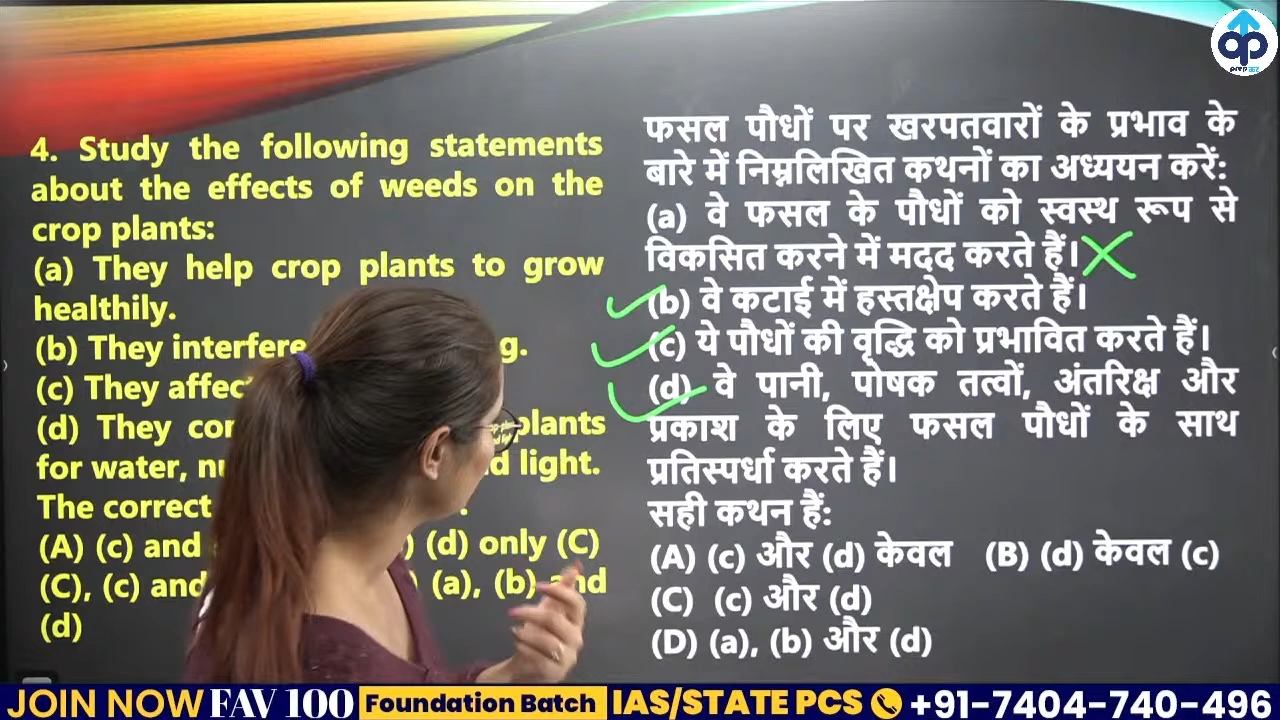 4. Study the following statements
about the effects of weeds on the
crop plants:
(a) They help crop plants to grow
healthily.
(b) They interfere g.
(c) They affec
(d) They co plants
for water, nu d light.
The correct .
(A) (c) and ) (d) only (C)
(C), (c) and ) (a), (b) and
(d)
फसल पौधों पर खरपतवारों के प्रभाव के
बारे में निम्नलिखित कथनों का अध्ययन करें:
(a) वे फसल के पौधों को स्वस्थ रूप से
विकसित करने में मदद करते हैं।
(b) वे कटाई में हस्तक्षेप करते हैं।
(c) ये पौधों की वृद्धि को प्रभावित करते हैं।
(d) वे पानी, पोषक तत्वों, अंतरिक्ष और
प्रकाश के लिए फसल पौधों के साथ
प्रतिस्पर्धा करते हैं।
सही कथन हैं:
(A) (c) और (d) केवल (B) (d) केवल (c)
(C) (c) और (d)
(D) (a), (b) और (d)
JOIN NOW FAV 100 Foundation Batch IAS/STATE PCS +91-7404-740-496